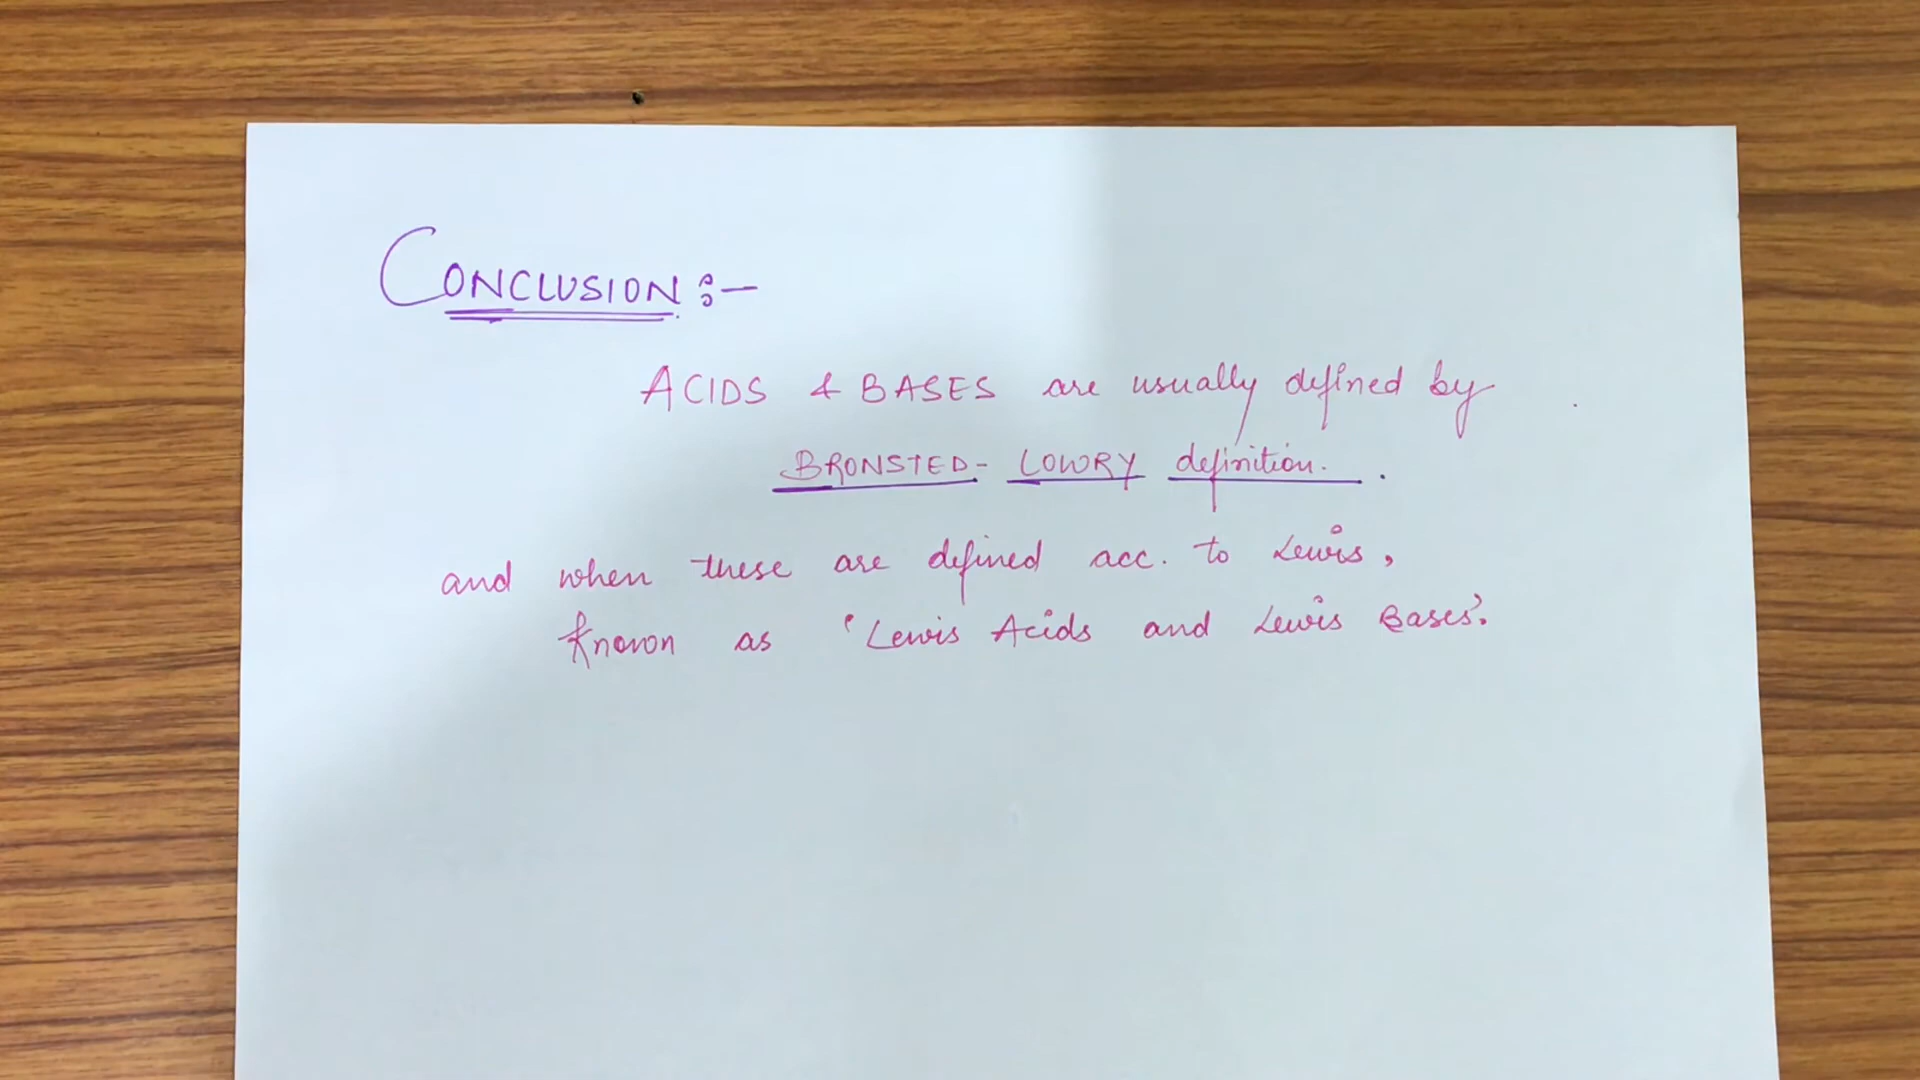 CONCLUSION :-
ACIDS & BASES are usually defined by
BRONSTED- LOWRY definition.
and when these are defined acc. to Lewis,
Known as 'Lewis Acids and Lewis Bases'.